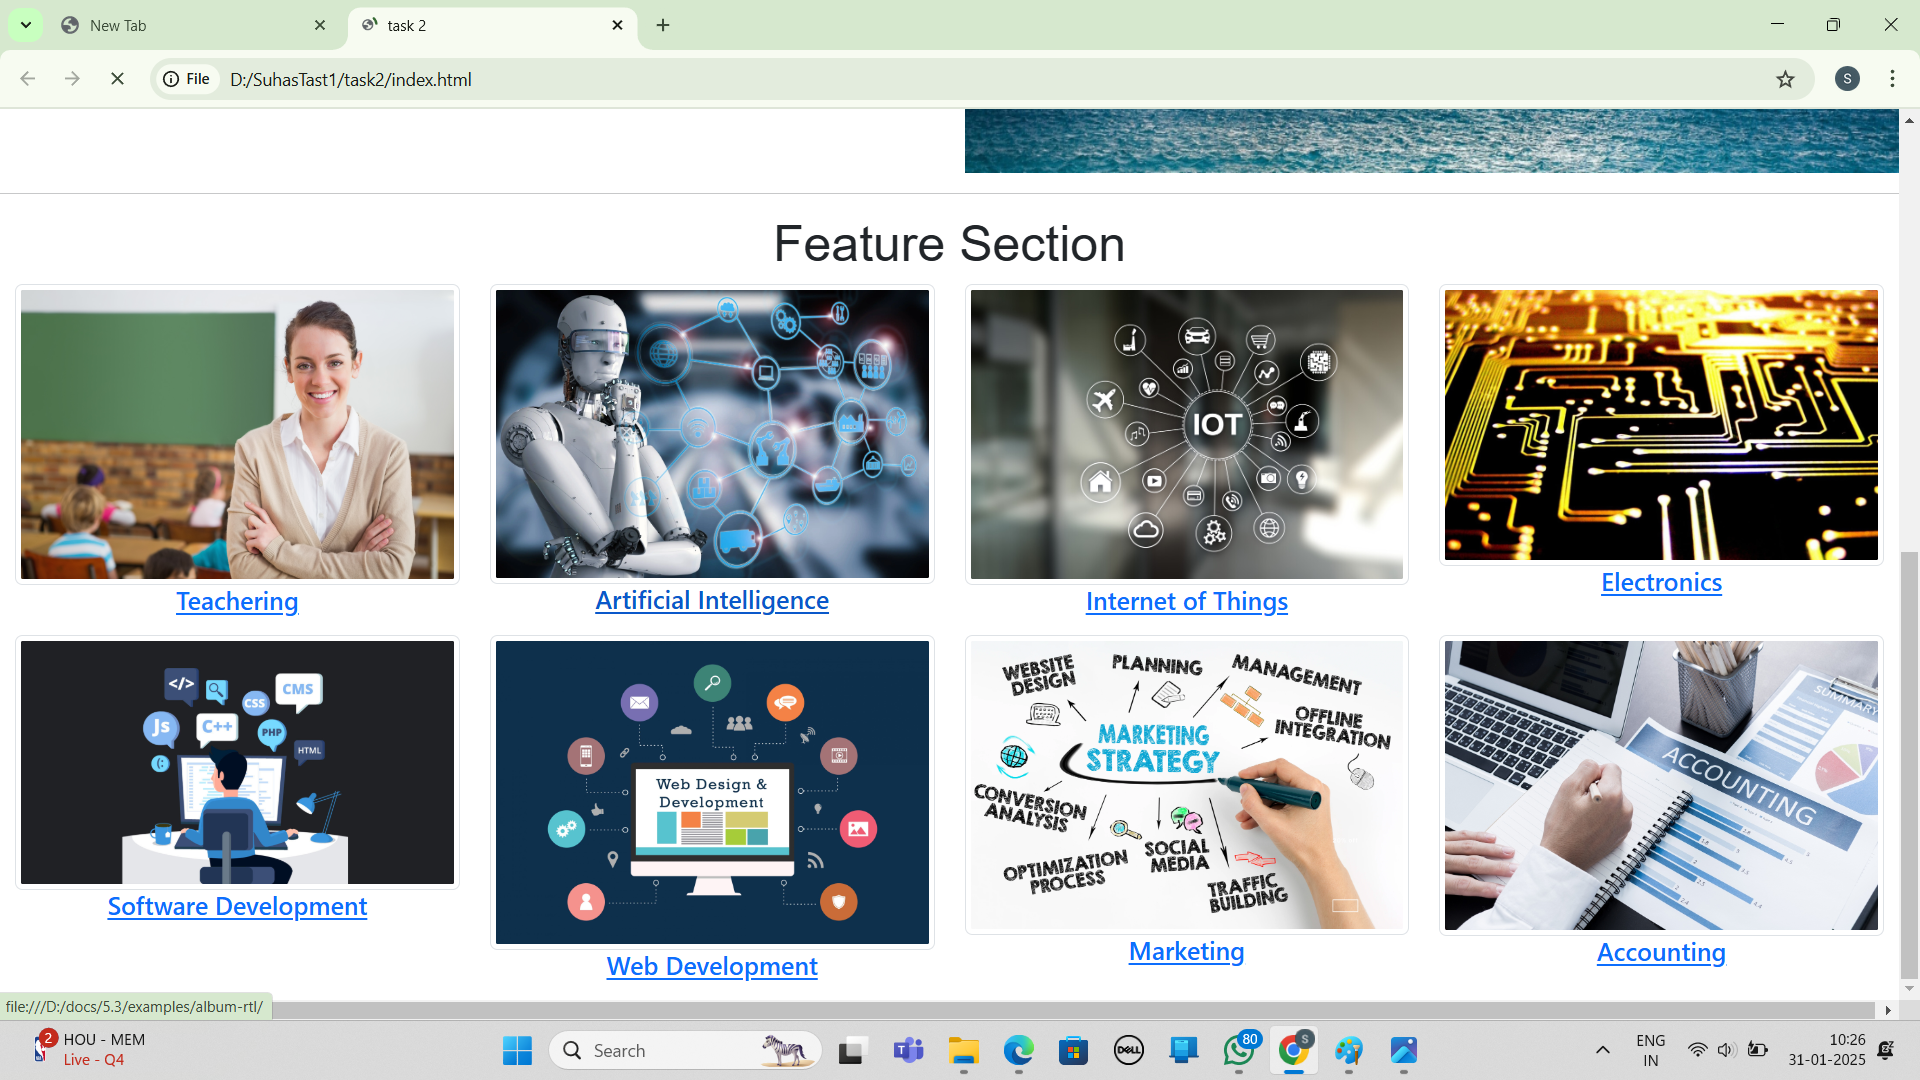 New Tab
task 2
File
D:/SuhasTast1/task2/index.html
S
Feature Section
IOT
Teachering
Artificial Intelligence
Internet of Things
Electronics
</>
CMS
CSS
Js
C++
PHP
HTML
Web Design &
Development
WEBSITE
DESIGN
PLANNING
MANAGEMENT
OFFLINE
INTEGRATION
MARKETING
STRATEGY
CONVERSION
ANALYSIS
OPTIMIZATION
PROCESS
SOCIAL
MEDIA
TRAFFIC
BUILDING
SUMMARY
ACCOUNTING
Software Development
Web Development
Marketing
Accounting
file:///D:/docs/5.3/examples/album-rtl/
2
HOU - MEM
Live - Q4
Search
DELL
80
S
ENG
IN
10:26
31-01-2025